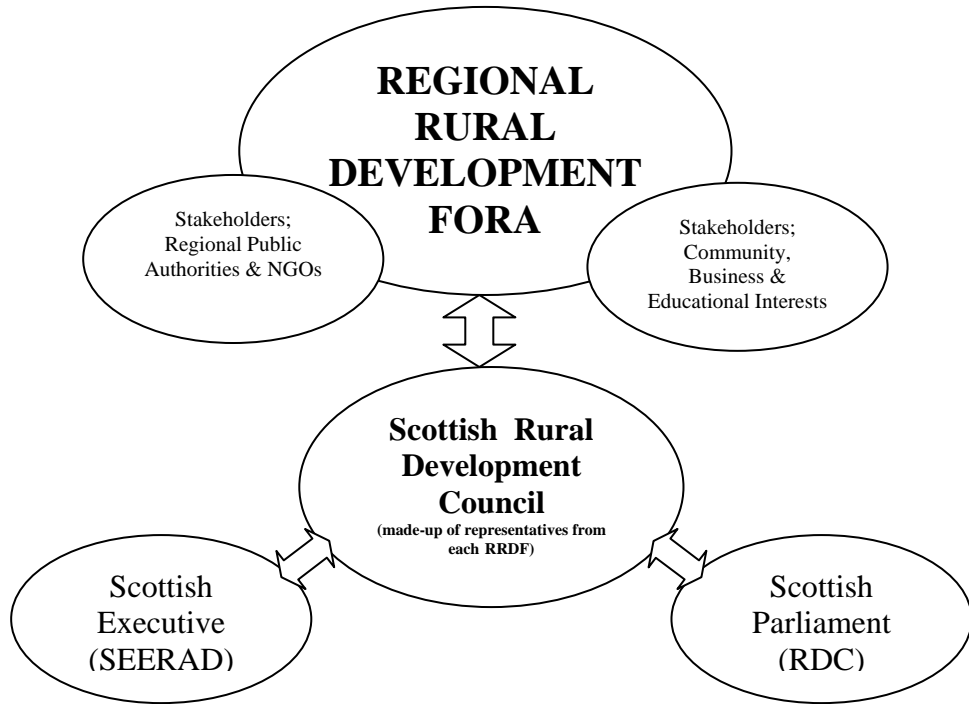 REGIONAL
RURAL
DEVELOPMENT
FORA
Stakeholders;
Regional Public
Authorities & NGOs
Stakeholders;
Community,
Business &
Educational Interests
Scottish Rural
Development
Council
(made-up of representatives from
each RRDF)
Scottish
Executive
(SEERAD)
Scottish
Parliament
(RDC)